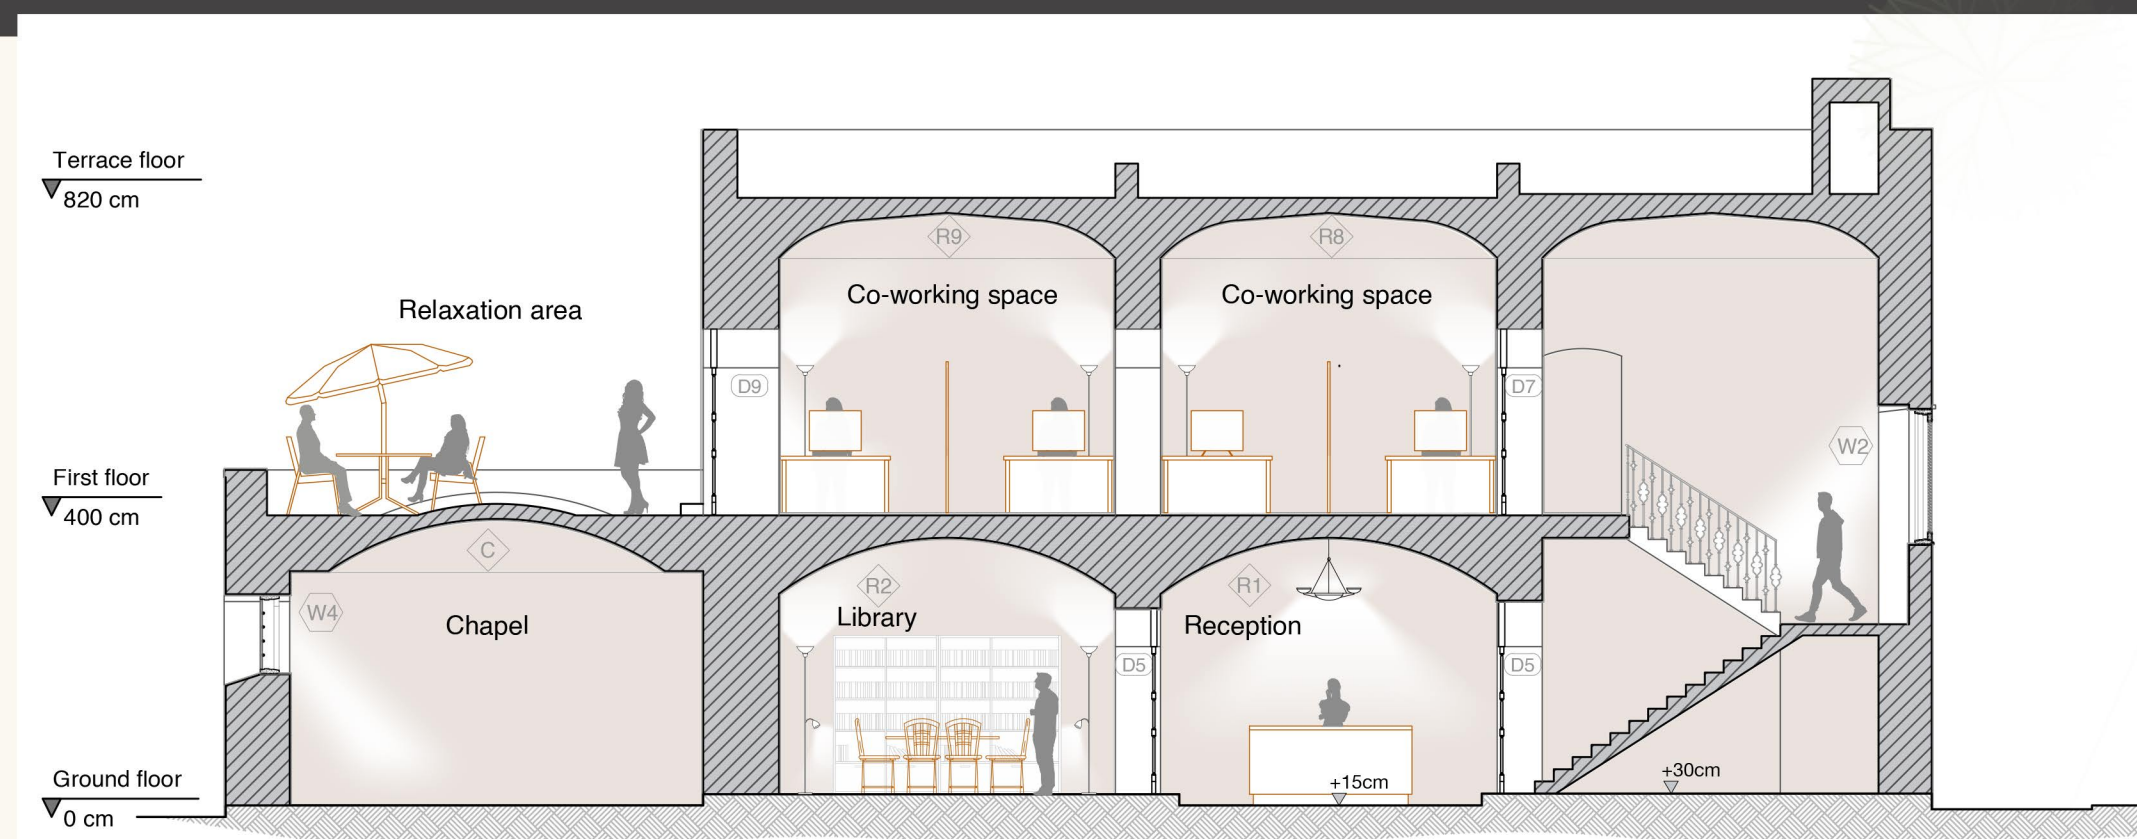 Terrace floor
820 cm
R9
R8
Co-working space
Co-working space
Relaxation area
D9
D7
W2
First floor
400 cm
C
R2
R1
W4
Chapel
Library
Reception
D5
D5
Ground floor
0 cm
+15cm
+30cm